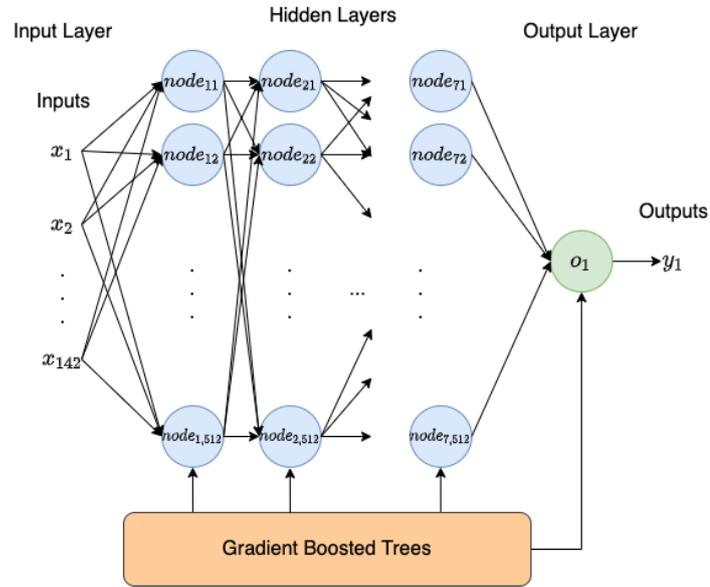 Hidden Layers
Input Layer
Output Layer
Inputs
node₁₁
node₂₁
node₇₁
x₁
node₁₂
node₂₂
node₇₂
x₂
Outputs
o₁
y₁
...
x₁₄₂
node₁,₅₁₂
node₂,₅₁₂
node₇,₅₁₂
Gradient Boosted Trees